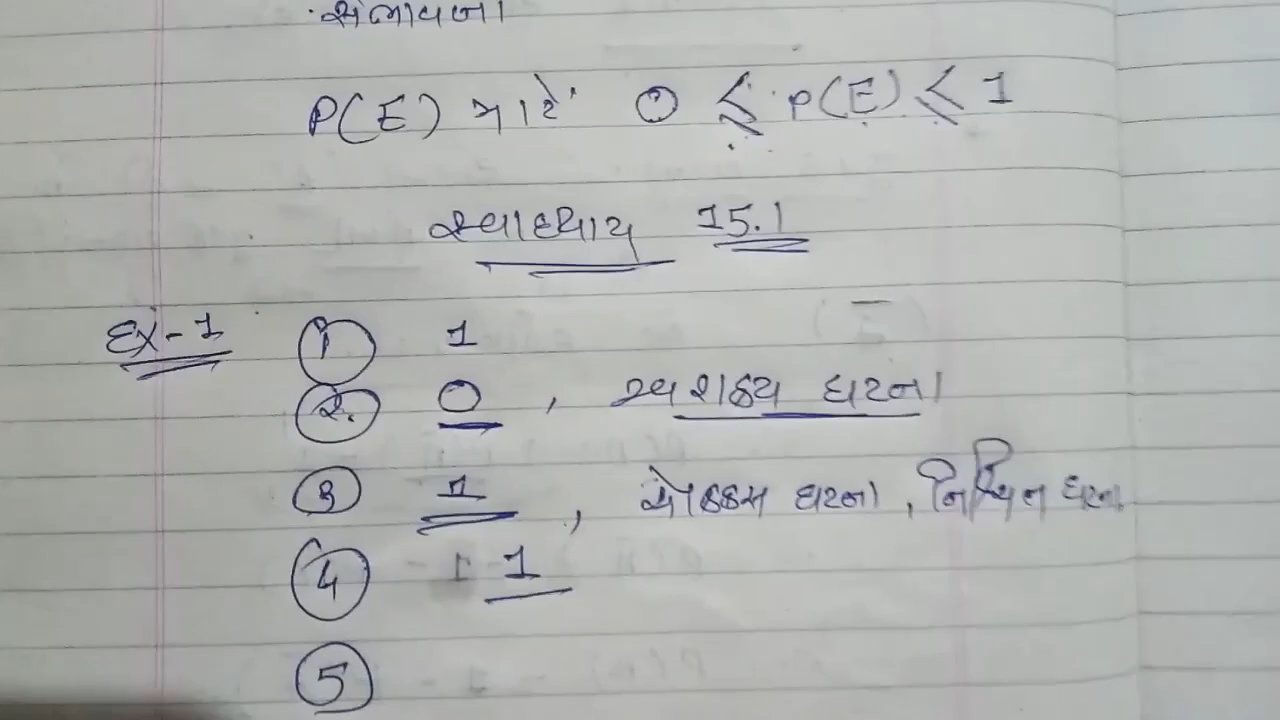 સંભાવના
P(E) માટે 0 ≤ P(E) ≤ 1
સ્વાધ્યાય 15.1
Ex-1 ① 1
②. 0, અશક્ય ઘટના
③ 1, ચોક્કસ ઘટના, નિશ્ચિત ઘટના
④ 1
⑤